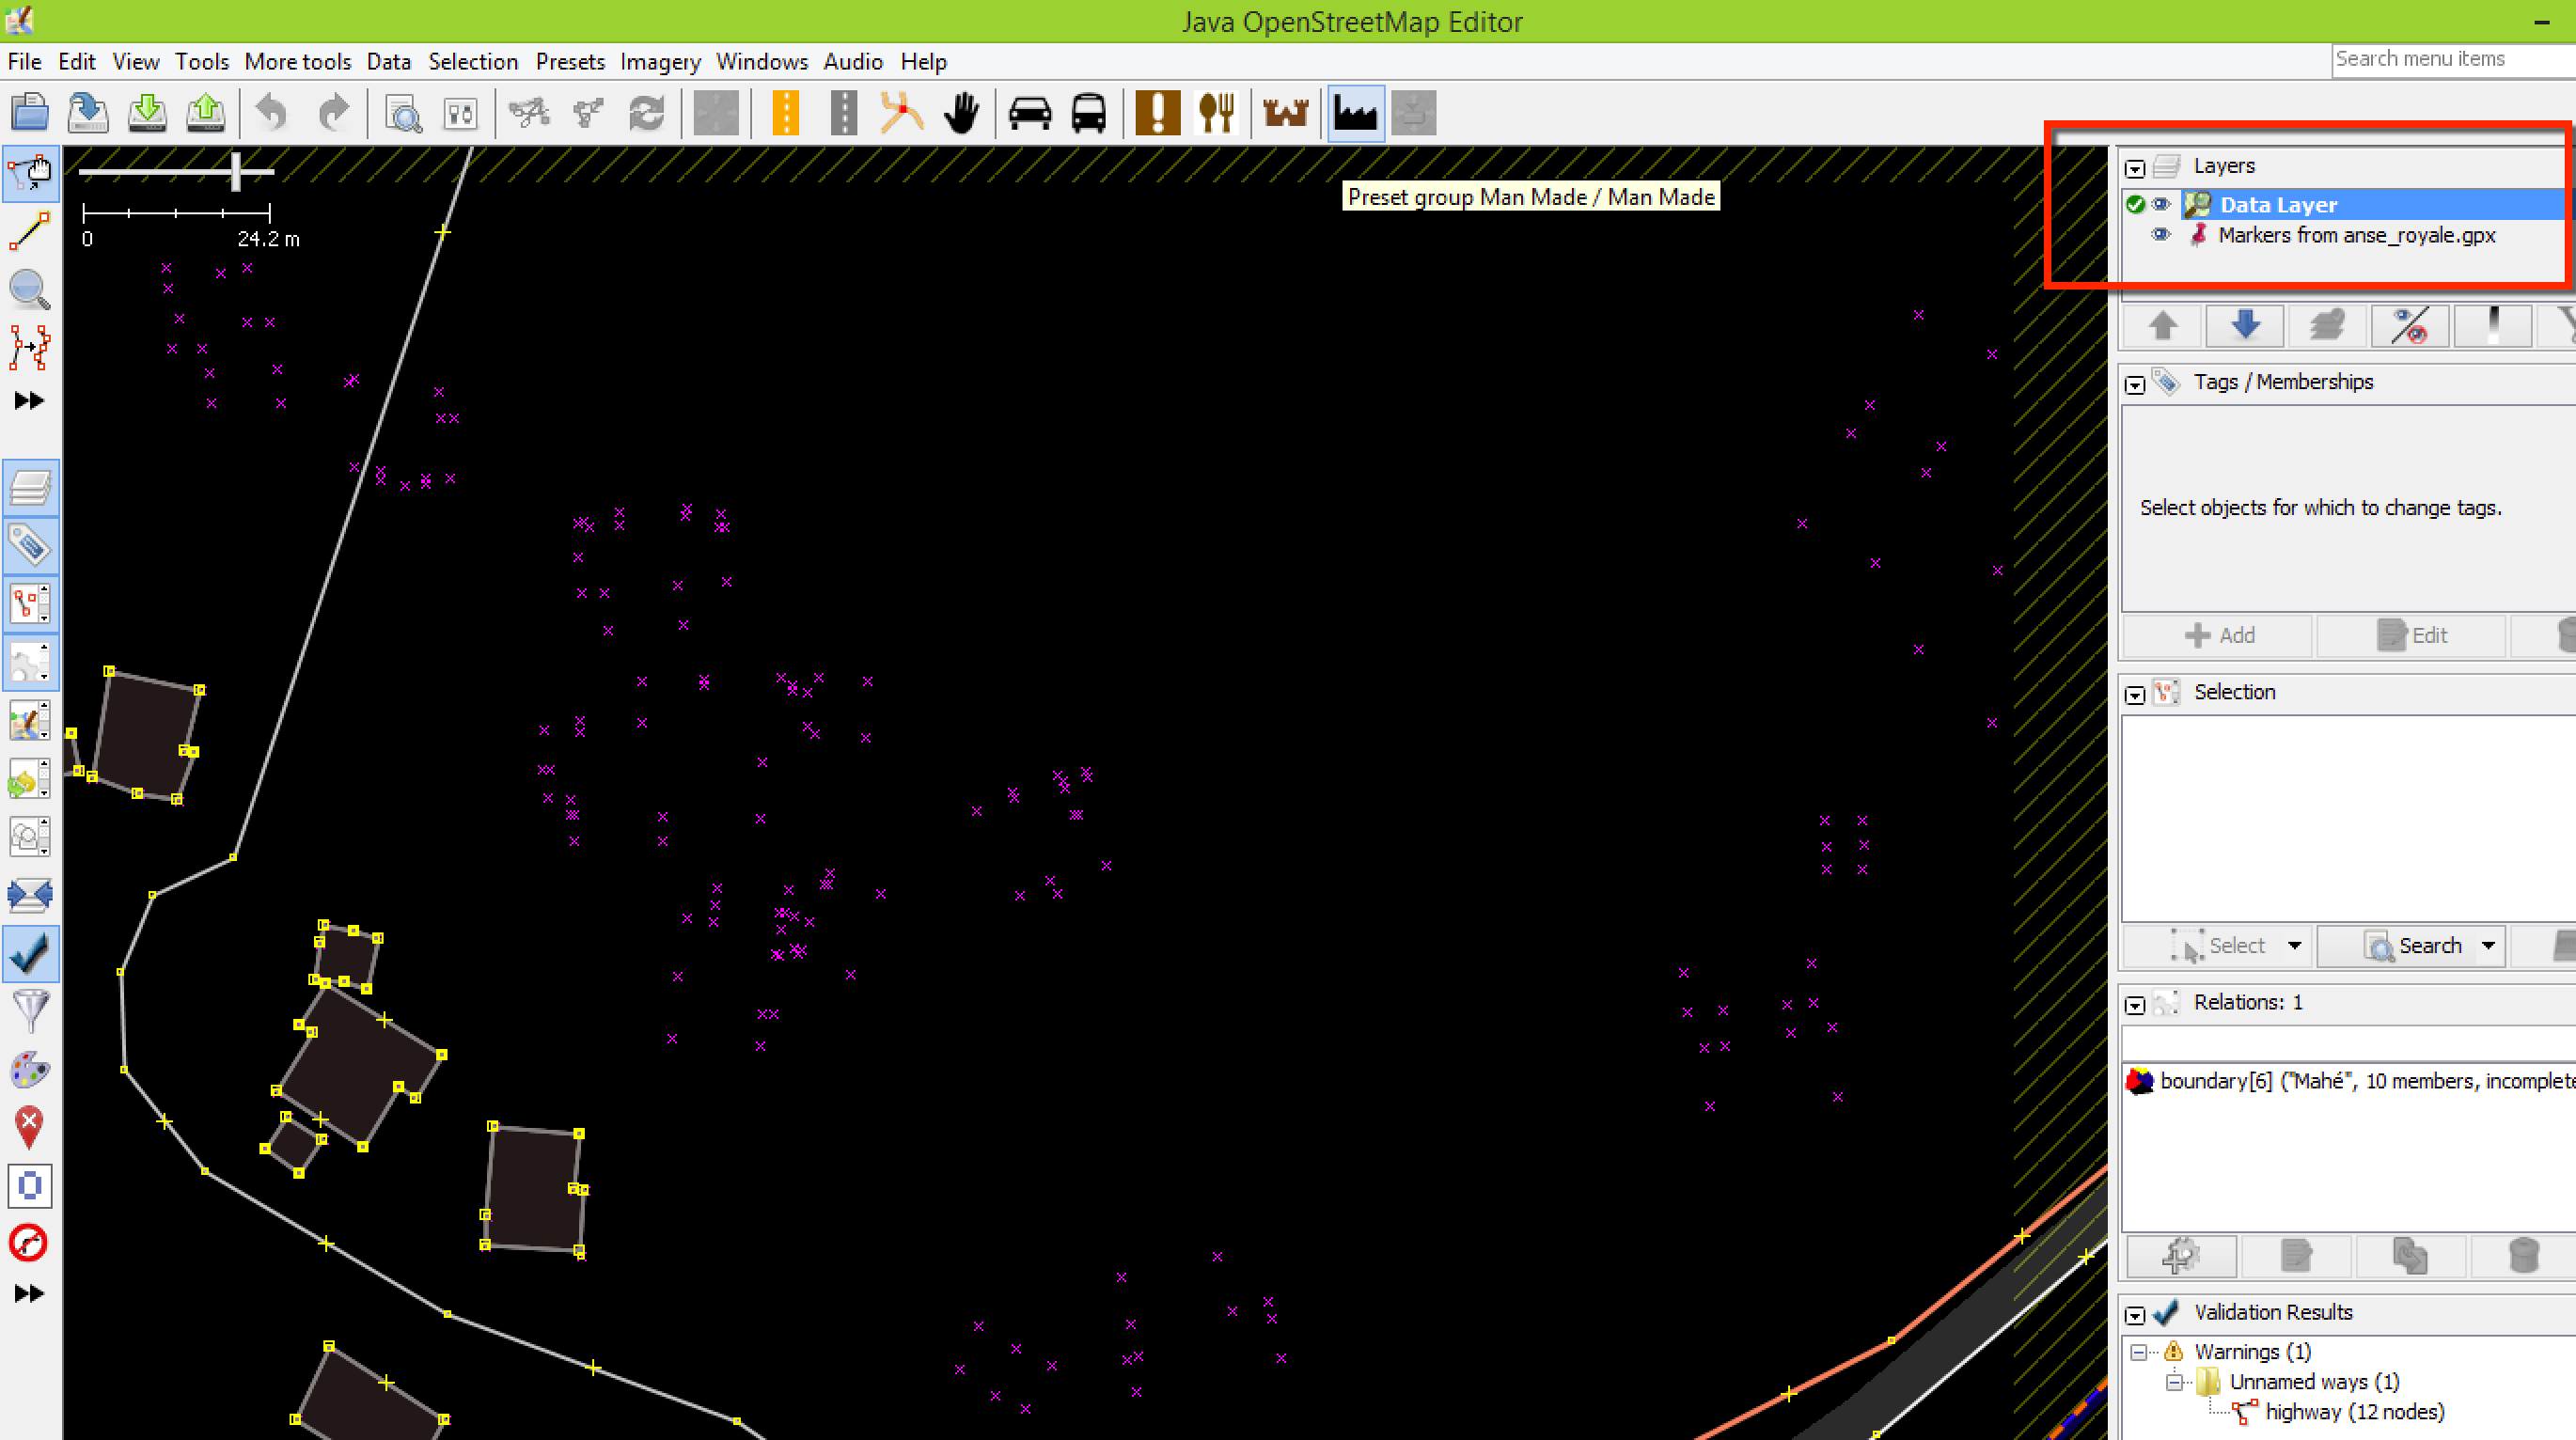 Java OpenStreetMap Editor
File Edit View Tools More tools Data Selection Presets Imagery Windows Audio Help
Search menu items
Preset group Man Made / Man Made
0 24.2 m
Layers
Data Layer
Markers from anse_royale.gpx
Tags / Memberships
Select objects for which to change tags.
Add Edit
Selection
Select Search
Relations: 1
boundary[6] ("Mahé", 10 members, incomplete
Validation Results
Warnings (1)
Unnamed ways (1)
highway (12 nodes)